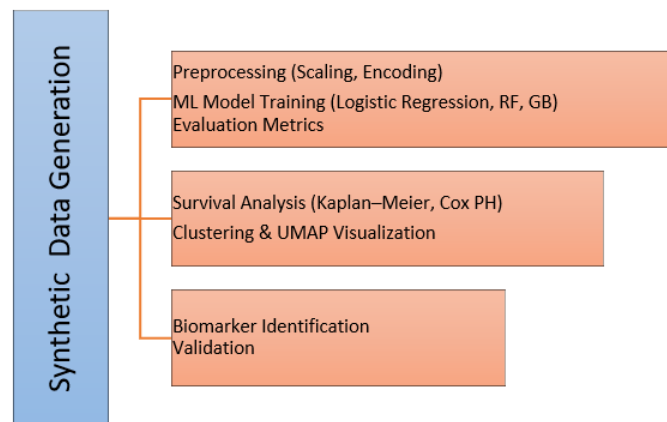 Synthetic Data Generation
Preprocessing (Scaling, Encoding)
ML Model Training (Logistic Regression, RF, GB)
Evaluation Metrics
Survival Analysis (Kaplan–Meier, Cox PH)
Clustering & UMAP Visualization
Biomarker Identification
Validation